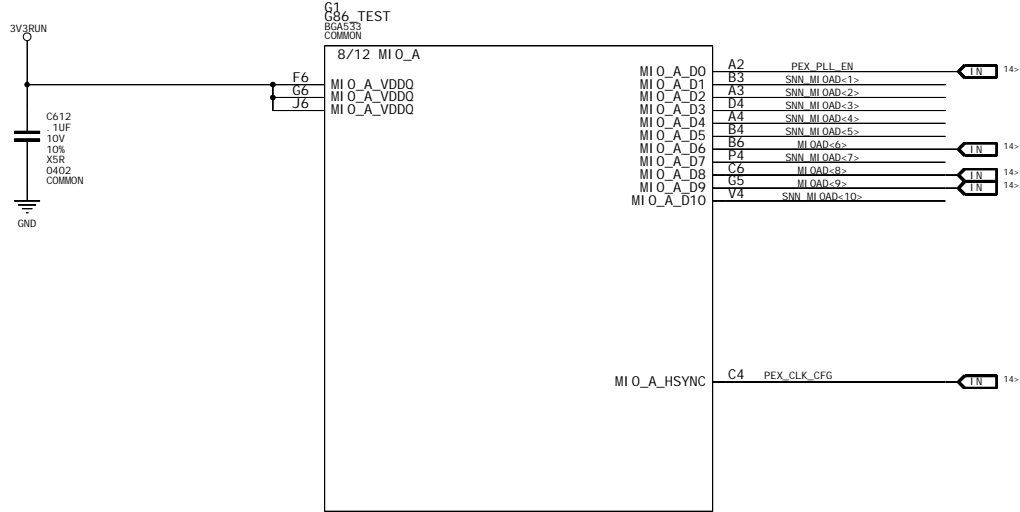 G1
G86_TEST
BGA533
COMMON
3V3RUN
8/12 MIO_A
F6 MIO_A_VDDQ
G6 MIO_A_VDDQ
J6 MIO_A_VDDQ
C612
.1UF
10V
10%
X5R
0402
COMMON
GND
MIO_A_D0 A2 PEX_PLL_EN IN 14>
MIO_A_D1 B3 SNN_MIOAD<1>
MIO_A_D2 A3 SNN_MIOAD<2>
MIO_A_D3 D4 SNN_MIOAD<3>
MIO_A_D4 A4 SNN_MIOAD<4>
MIO_A_D5 B4 SNN_MIOAD<5>
MIO_A_D6 B6 MIOAD<6> IN 14>
MIO_A_D7 P4 SNN_MIOAD<7>
MIO_A_D8 C6 MIOAD<8> IN 14>
MIO_A_D9 G5 MIOAD<9> IN 14>
MIO_A_D10 V4 SNN_MIOAD<10>
MIO_A_HSYNC C4 PEX_CLK_CFG IN 14>